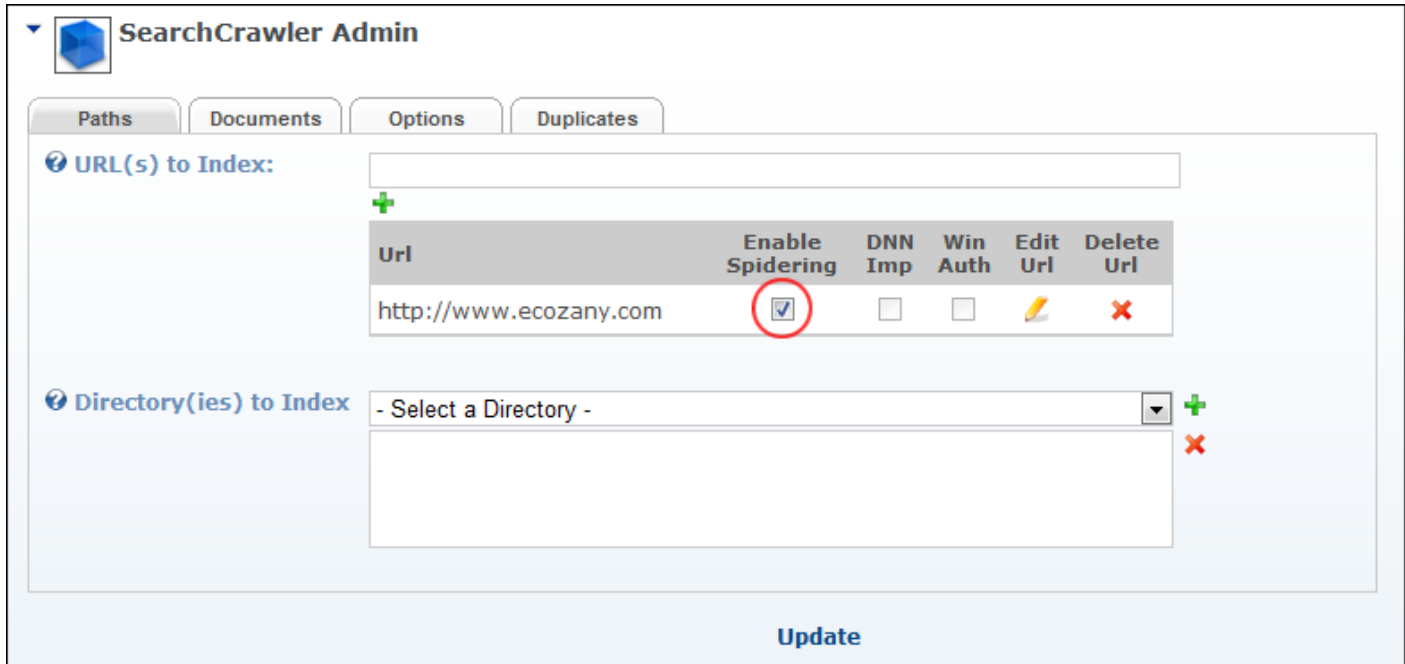 SearchCrawler Admin
Paths Documents Options Duplicates
URL(s) to Index:
Url Enable Spidering DNN Imp Win Auth Edit Url Delete Url
http://www.ecozany.com
Directory(ies) to Index - Select a Directory -
Update